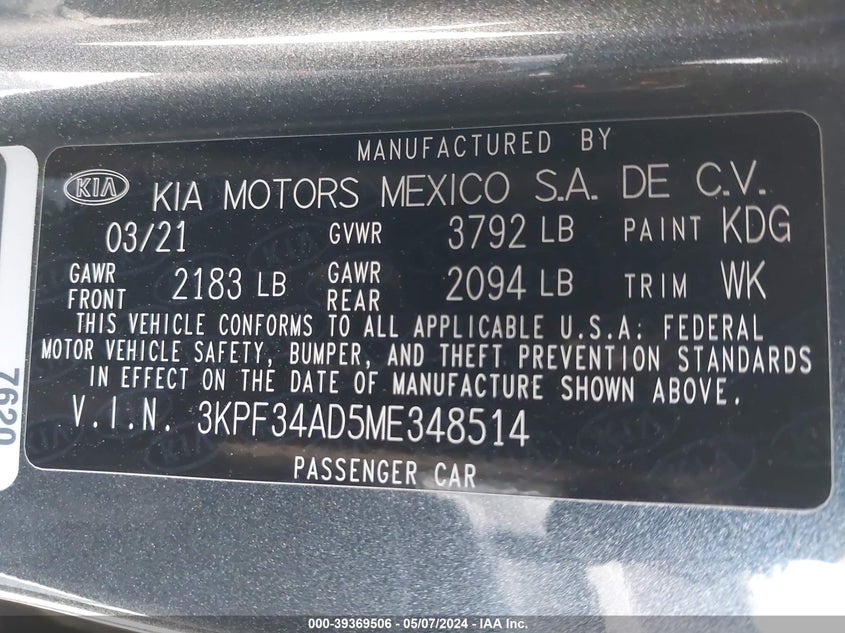 MANUFACTURED BY
KIA KIA MOTORS MEXICO S.A. DE C.V.
03/21 GVWR 3792 LB PAINT KDG
GAWR FRONT 2183 LB GAWR REAR 2094 LB TRIM WK
THIS VEHICLE CONFORMS TO ALL APPLICABLE U.S.A. FEDERAL
MOTOR VEHICLE SAFETY, BUMPER, AND THEFT PREVENTION STANDARDS
IN EFFECT ON THE DATE OF MANUFACTURE SHOWN ABOVE.
V.I.N. 3KPF34AD5ME348514
PASSENGER CAR
7620
000-39369506 / 05/07/2024 - IAA Inc.